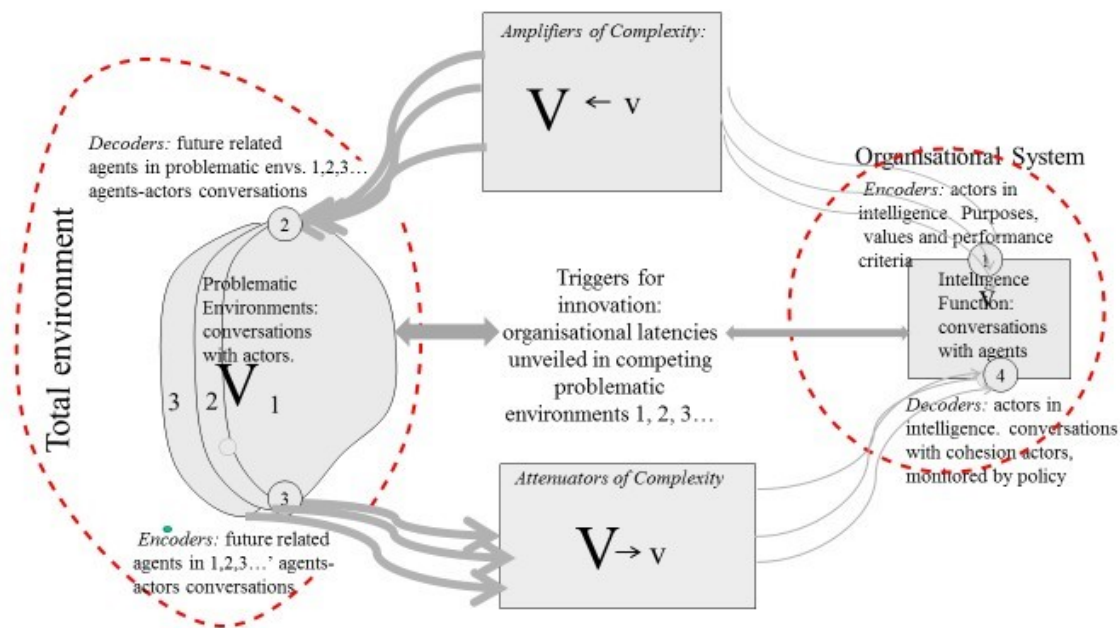 Amplifiers of Complexity:
V ← v
Decoders: future related
agents in problematic envs. 1,2,3…
agents-actors conversations
Organisational System
Encoders: actors in
intelligence Purposes,
values and performance
criteria
2
1
Total environment
Problematic
Environments:
conversations
with actors.
V
3 2 1
Triggers for
innovation:
organisational latencies
unveiled in competing
problematic
environments 1, 2, 3…
v
Intelligence
Function:
conversations
with agents
4
Decoders: actors in
intelligence. conversations
with cohesion actors,
monitored by policy
3
Attenuators of Complexity
V→ v
Encoders: future related
agents in 1,2,3…’ agents-
actors conversations